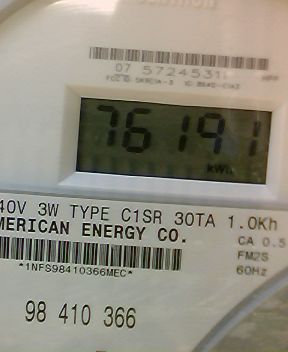 07 5724531
76191
kWh
40V 3W TYPE C1SR 30TA 1.0Kh
MERICAN ENERGY CO.
CA 0.5
*1NFS98410366MEC*
FM2S
60Hz
98 410 366